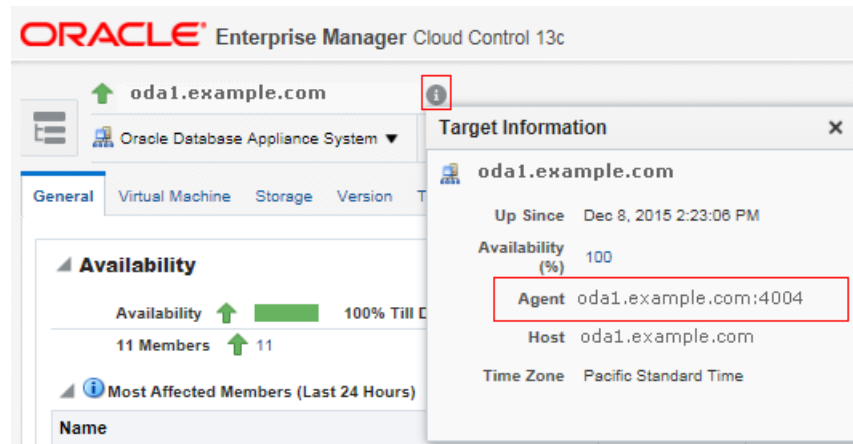 ORACLE Enterprise Manager Cloud Control 13c
oda1.example.com
Oracle Database Appliance System
General Virtual Machine Storage Version
Availability
Availability 100% Till
11 Members 11
Most Affected Members (Last 24 Hours)
Name
Target Information
oda1.example.com
Up Since Dec 8, 2015 2:23:06 PM
Availability (%) 100
Agent oda1.example.com:4004
Host oda1.example.com
Time Zone Pacific Standard Time